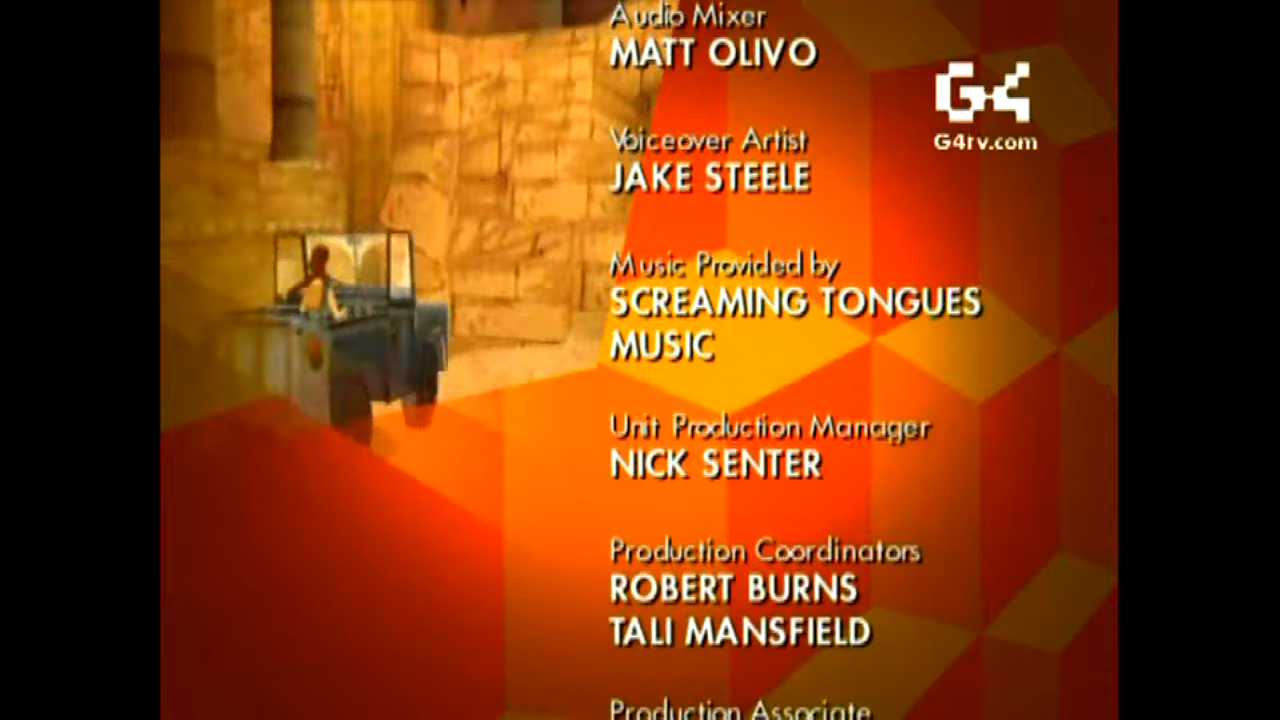 Audio Mixer
MATT OLIVO
G4
G4tv.com
Voiceover Artist
JAKE STEELE
Music Provided by
SCREAMING TONGUES
MUSIC
Unit Production Manager
NICK SENTER
Production Coordinators
ROBERT BURNS
TALI MANSFIELD
Production Associate